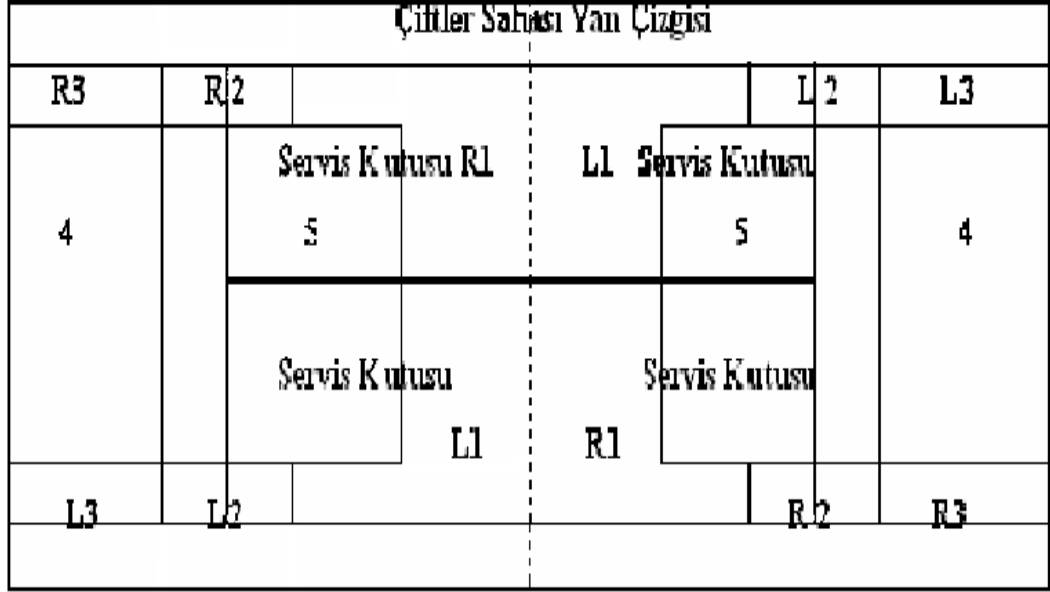 Çiftler Sahası Yan Çizgisi
R3 R2 L2 L3
Servis Kutusu R1 L1 Servis Kutusu
4 5 5 4
Servis Kutusu Servis Kutusu
L1 R1
L3 L2 R2 R3